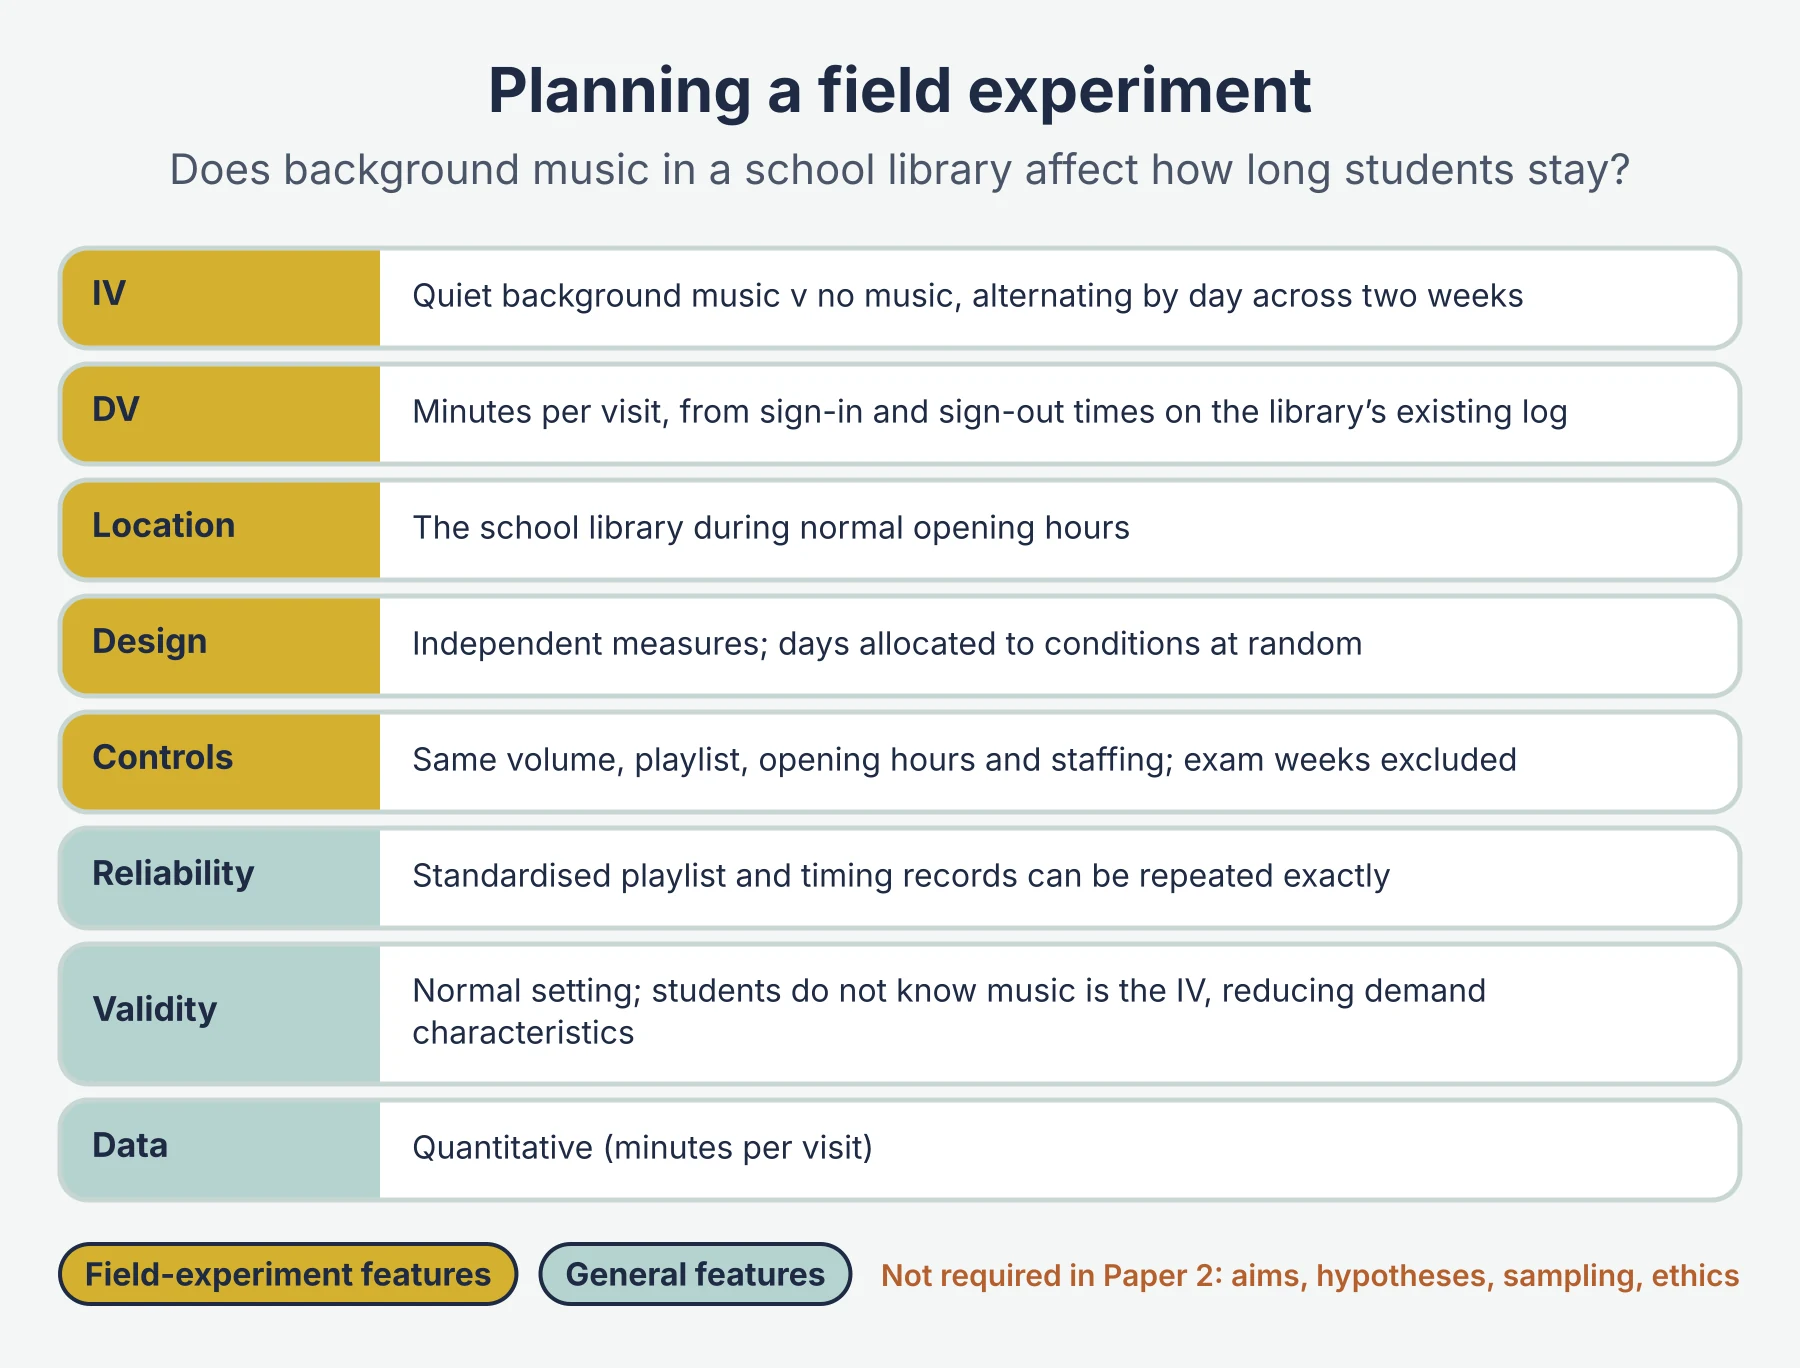 Planning a field experiment
Does background music in a school library affect how long students stay?
IV
Quiet background music v no music, alternating by day across two weeks
DV
Minutes per visit, from sign-in and sign-out times on the library’s existing log
Location
The school library during normal opening hours
Design
Independent measures; days allocated to conditions at random
Controls
Same volume, playlist, opening hours and staffing; exam weeks excluded
Reliability
Standardised playlist and timing records can be repeated exactly
Validity
Normal setting; students do not know music is the IV, reducing demand
characteristics
Data
Quantitative (minutes per visit)
Field-experiment features
General features
Not required in Paper 2: aims, hypotheses, sampling, ethics